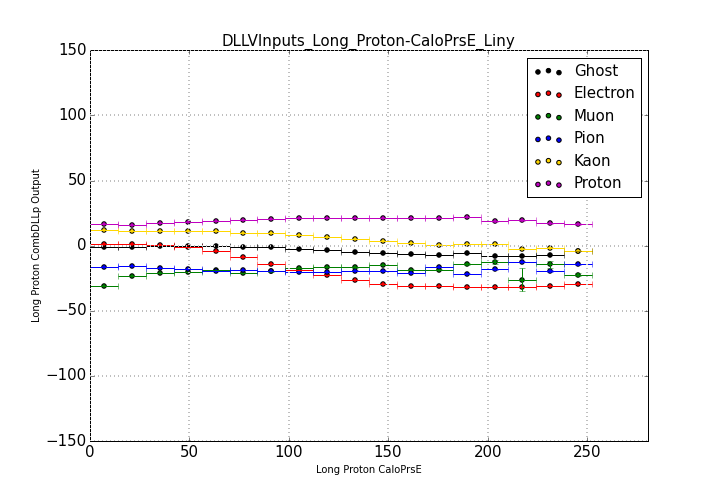 DLLVInputs_Long_Proton-CaloPrsE_Liny
150
100
50
0
−50
−100
−150
Long Proton CombDLLp Output
Ghost
Electron
Muon
Pion
Kaon
Proton
0 50 100 150 200 250
Long Proton CaloPrsE